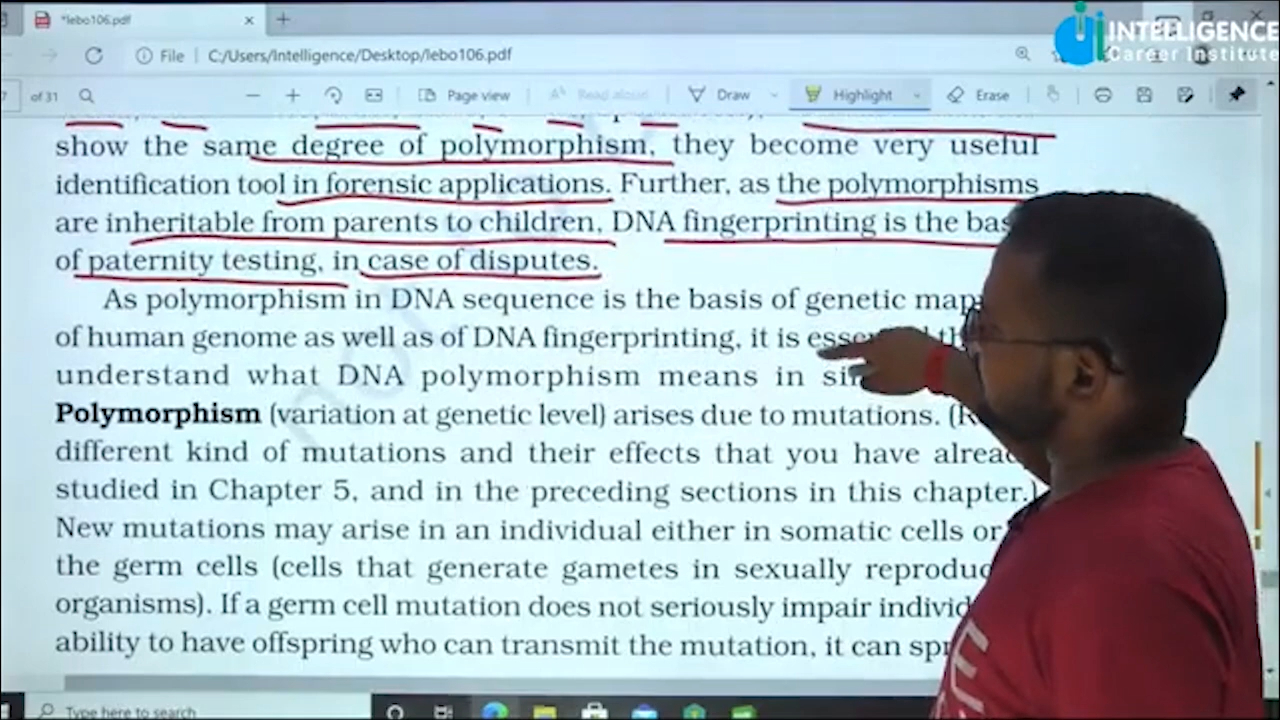 *lebo106.pdf
INTELLIGENCE
Career Institute
File C:/Users/Intelligence/Desktop/lebo106.pdf
7 of 31 Page view Read aloud Draw Highlight Erase
show the same degree of polymorphism, they become very useful
identification tool in forensic applications. Further, as the polymorphisms
are inheritable from parents to children, DNA fingerprinting is the bas
of paternity testing, in case of disputes.
As polymorphism in DNA sequence is the basis of genetic map
of human genome as well as of DNA fingerprinting, it is
understand what DNA polymorphism means in
Polymorphism (variation at genetic level) arises due to mutations.
different kind of mutations and their effects that you have
studied in Chapter 5, and in the preceding sections in this chapter.)
New mutations may arise in an individual either in somatic cells or
the germ cells (cells that generate gametes in sexually
organisms). If a germ cell mutation does not seriously impair
ability to have offspring who can transmit the mutation, it can
Type here to search